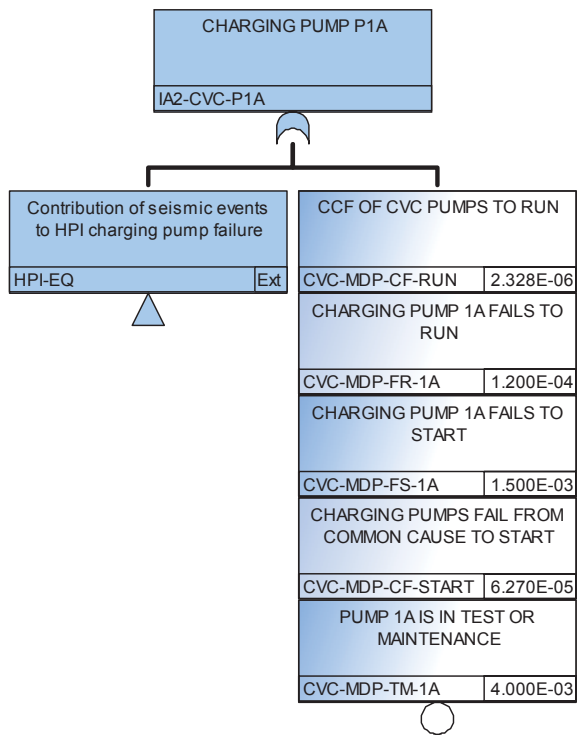 CHARGING PUMP P1A
IA2-CVC-P1A
Contribution of seismic events
to HPI charging pump failure
HPI-EQ Ext
CCF OF CVC PUMPS TO RUN
CVC-MDP-CF-RUN 2.328E-06
CHARGING PUMP 1A FAILS TO
RUN
CVC-MDP-FR-1A 1.200E-04
CHARGING PUMP 1A FAILS TO
START
CVC-MDP-FS-1A 1.500E-03
CHARGING PUMPS FAIL FROM
COMMON CAUSE TO START
CVC-MDP-CF-START 6.270E-05
PUMP 1A IS IN TEST OR
MAINTENANCE
CVC-MDP-TM-1A 4.000E-03